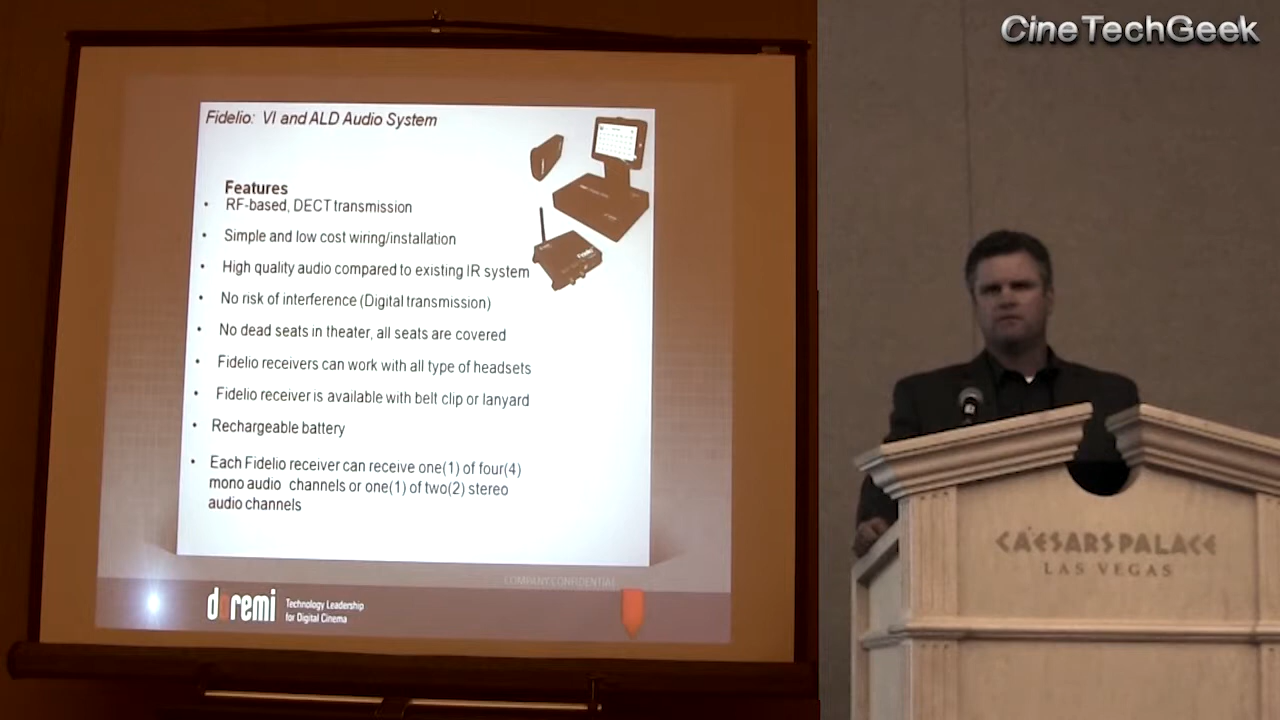 CineTechGeek
Fidelio: VI and ALD Audio System
Features
• RF-based, DECT transmission
• Simple and low cost wiring/installation
• High quality audio compared to existing IR system
• No risk of interference (Digital transmission)
• No dead seats in theater, all seats are covered
• Fidelio receivers can work with all type of headsets
• Fidelio receiver is available with belt clip or lanyard
• Rechargeable battery
• Each Fidelio receiver can receive one(1) of four(4)
mono audio channels or one(1) of two(2) stereo
audio channels
COMPANY CONFIDENTIAL
doremi
Technology Leadership
for Digital Cinema
CAESARS PALACE
LAS VEGAS